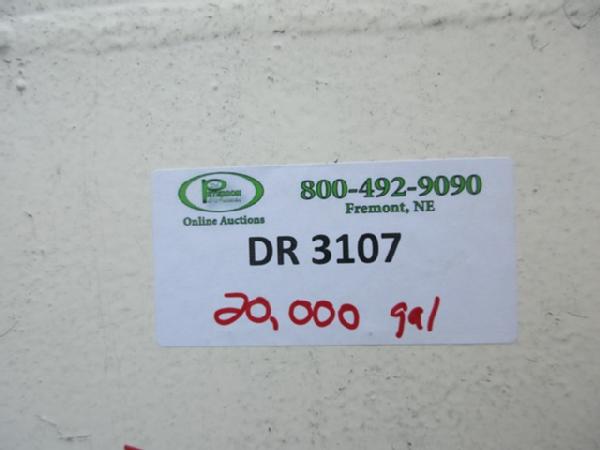 800-492-9090
Fremont, NE
Online Auctions
DR 3107
20,000 gal